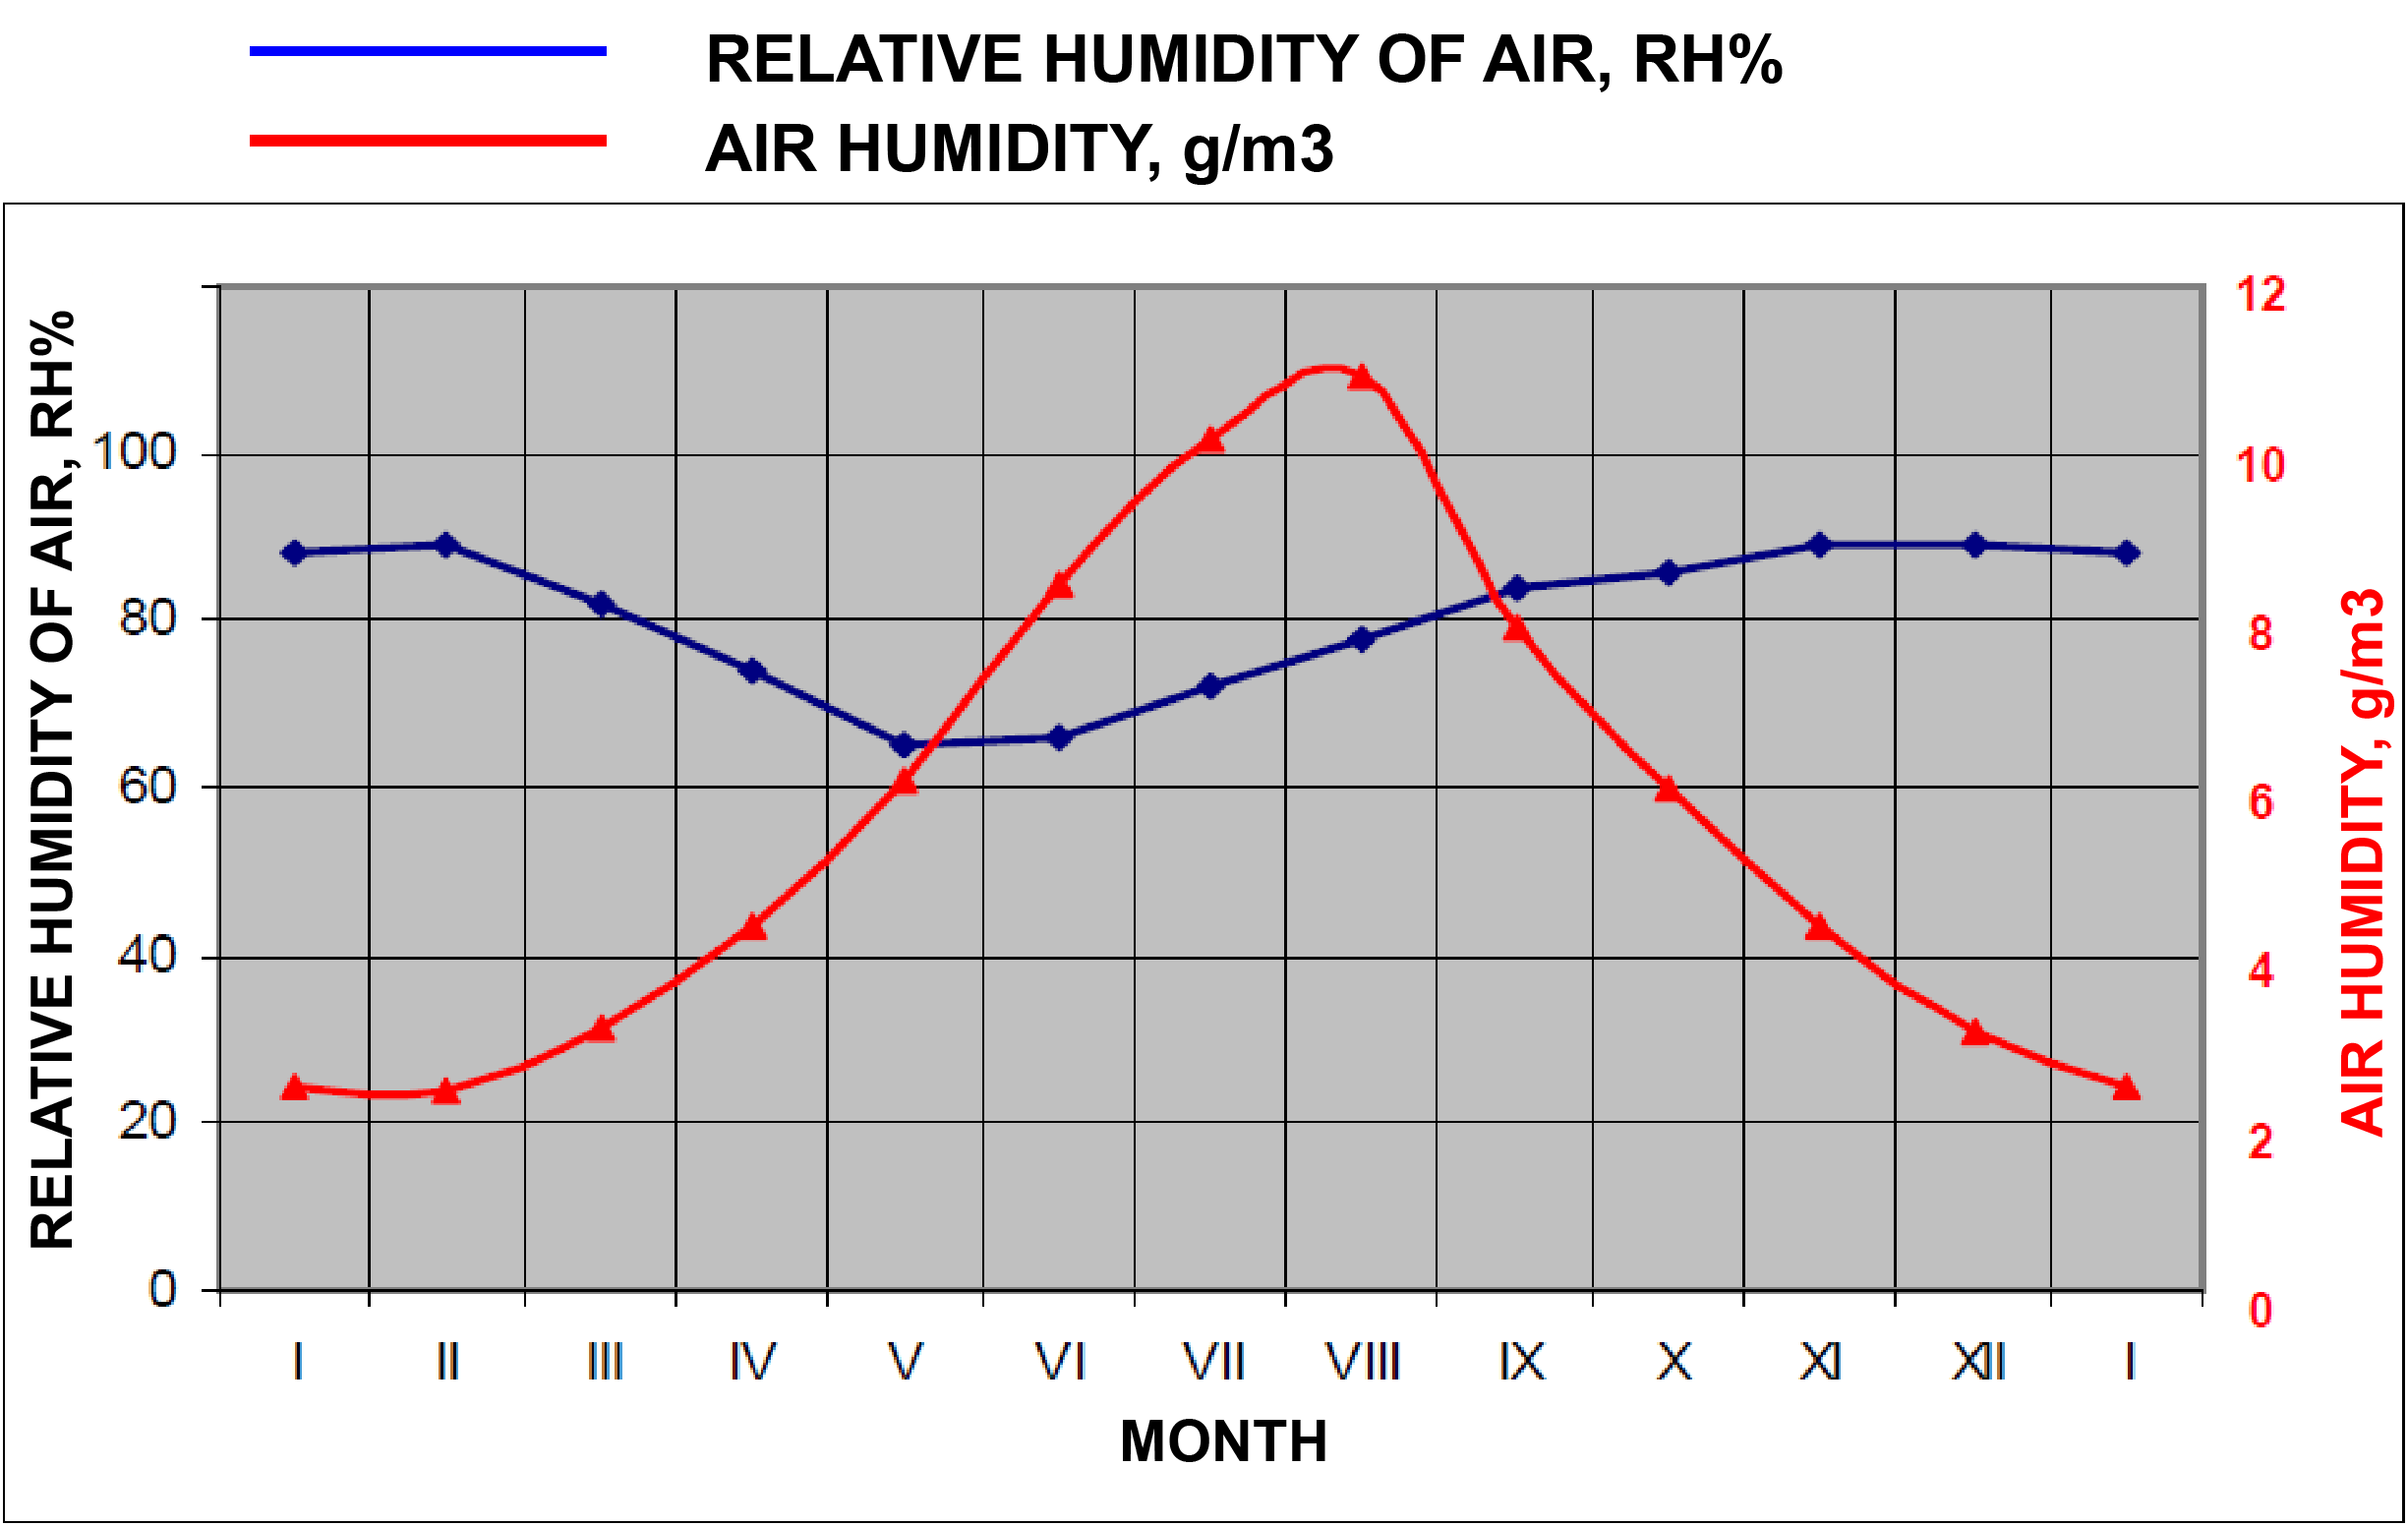 RELATIVE HUMIDITY OF AIR, RH%
AIR HUMIDITY, g/m3
RELATIVE HUMIDITY OF AIR, RH%
100
80
60
40
20
0
12
10
8
6
4
2
0
AIR HUMIDITY, g/m3
I II III IV V VI VII VIII IX X XI XII I
MONTH